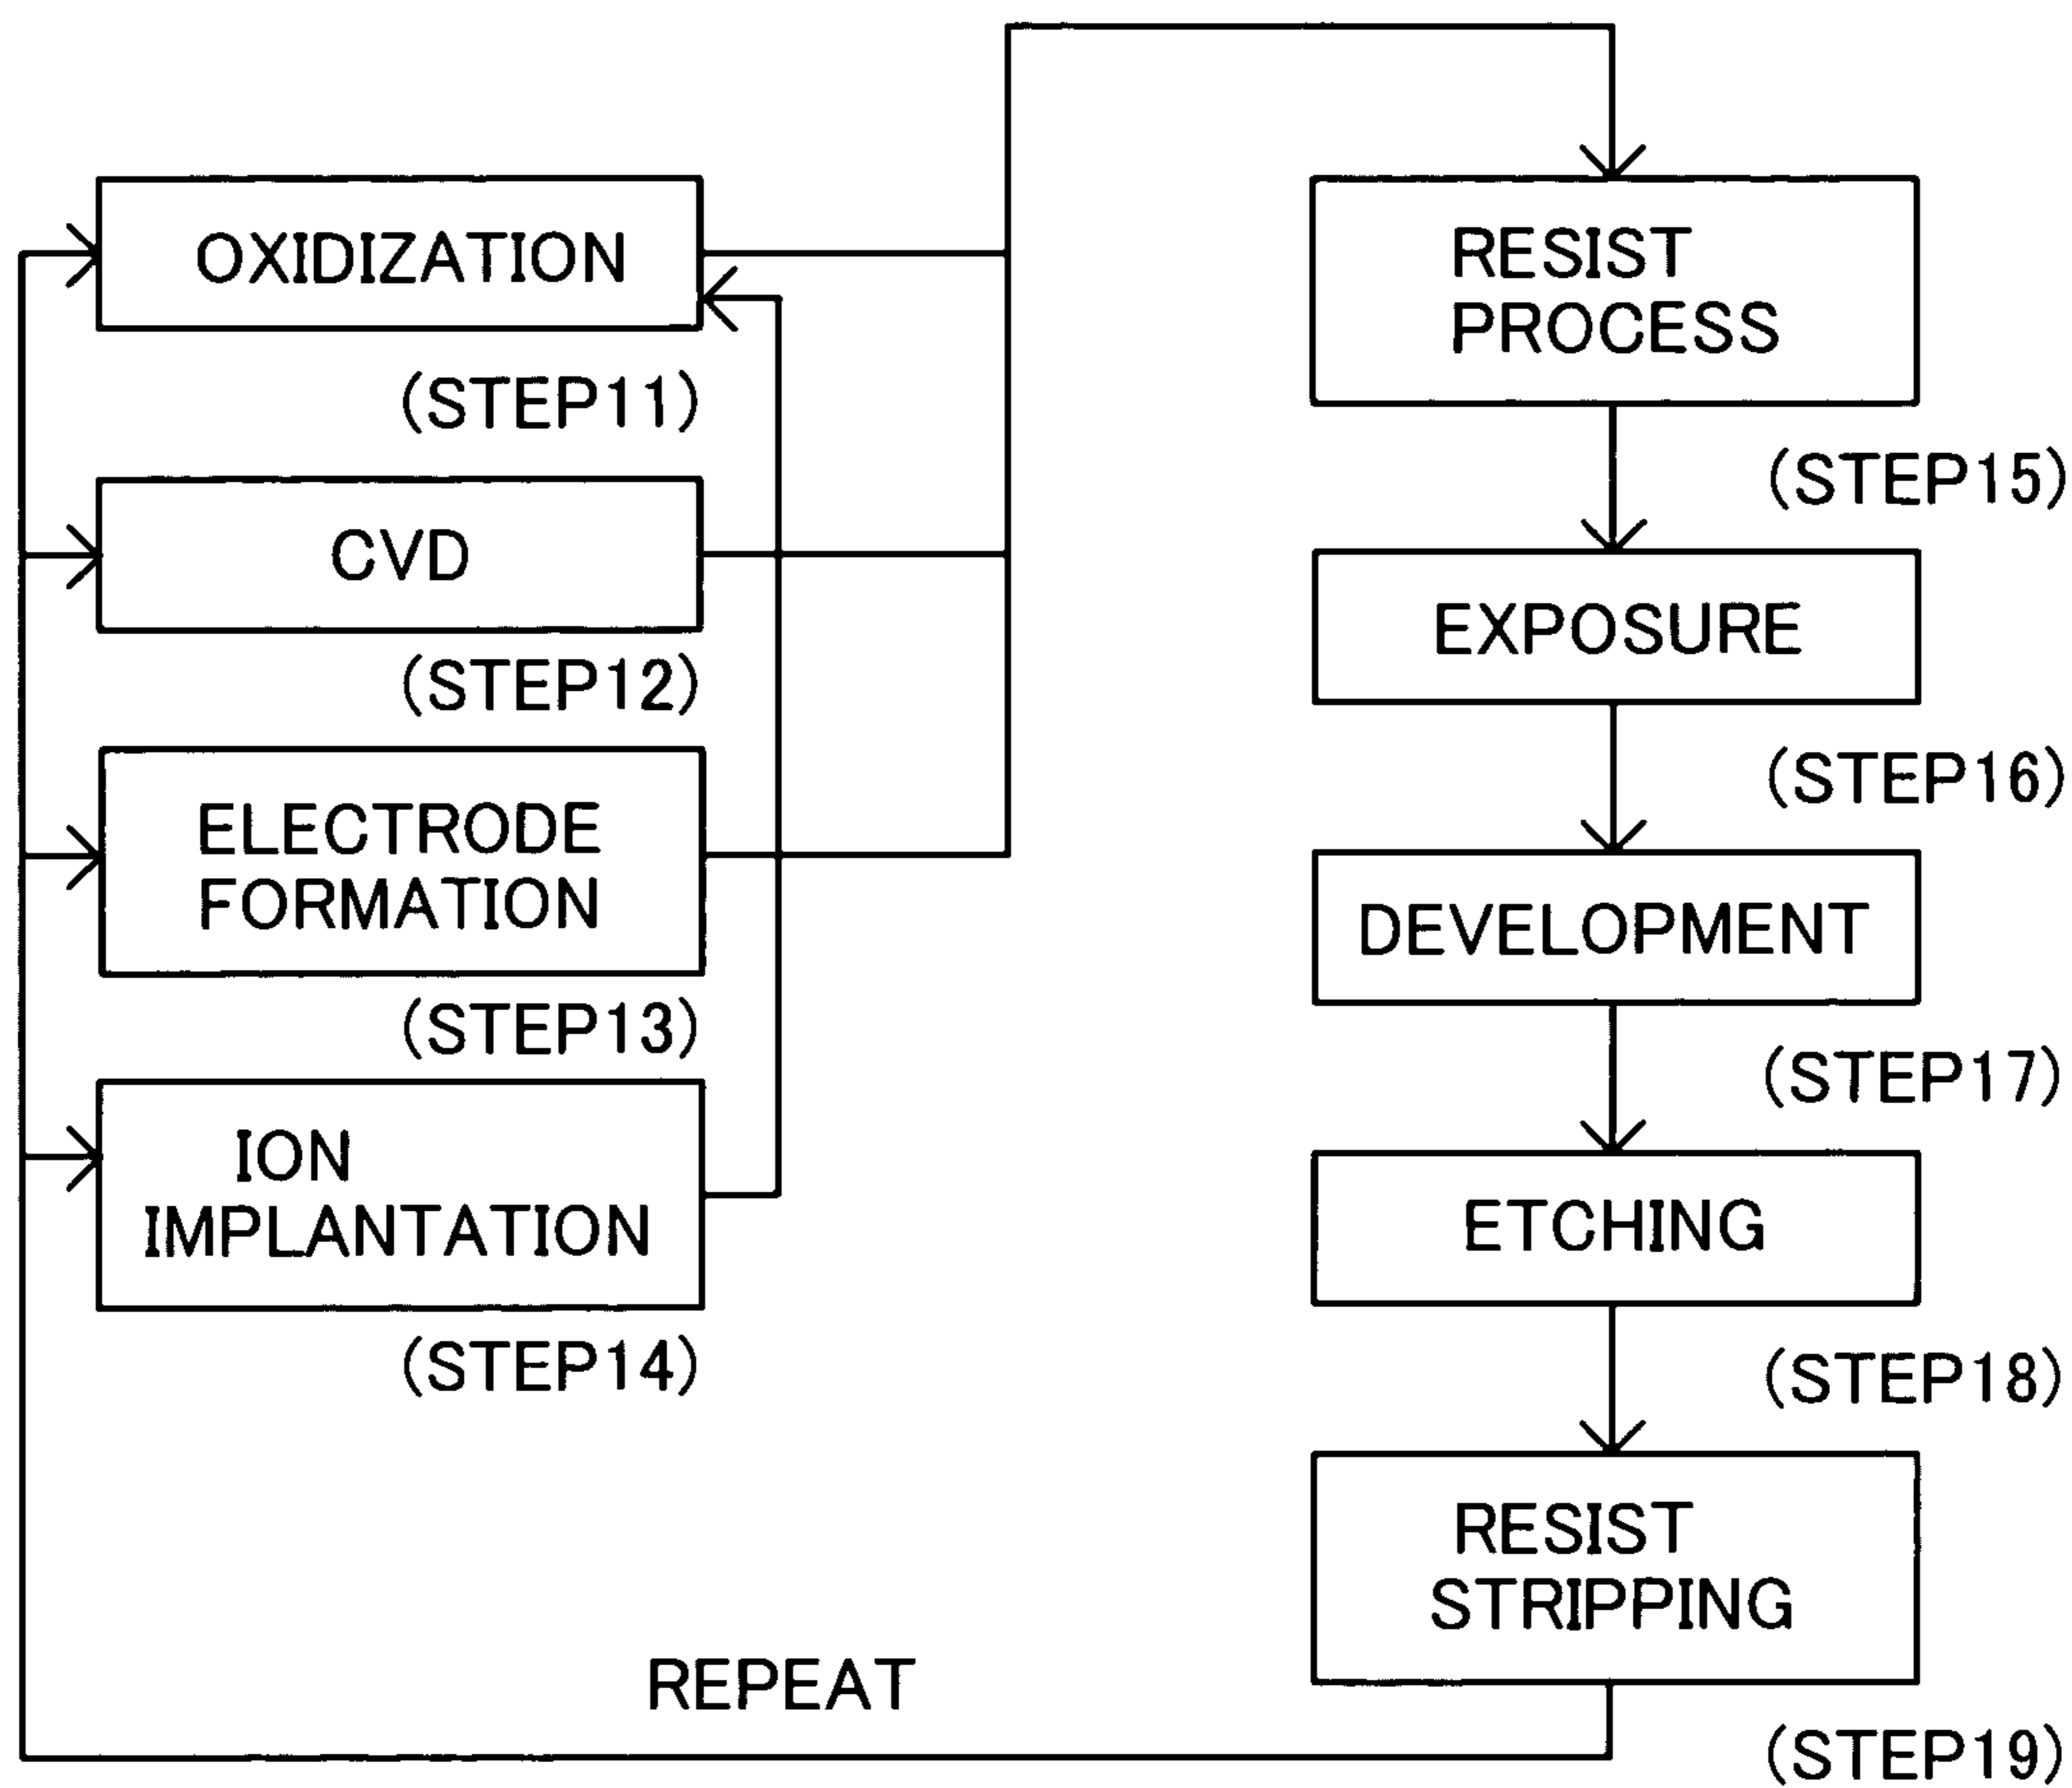 OXIDIZATION
(STEP11)
CVD
(STEP12)
ELECTRODE
FORMATION
(STEP13)
ION
IMPLANTATION
(STEP14)
RESIST
PROCESS
(STEP15)
EXPOSURE
(STEP16)
DEVELOPMENT
(STEP17)
ETCHING
(STEP18)
RESIST
STRIPPING
(STEP19)
REPEAT